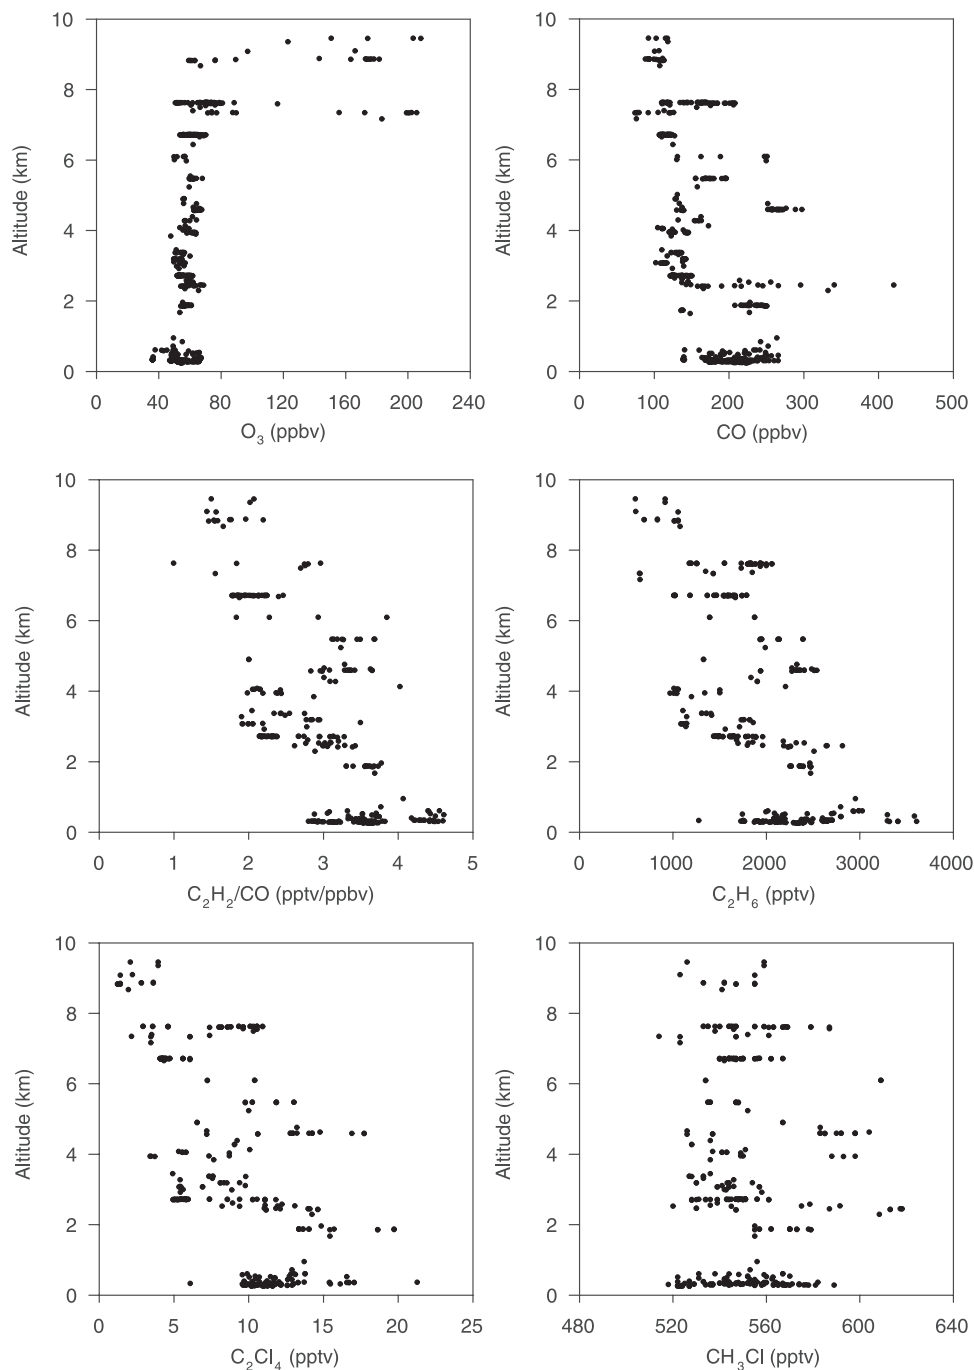 10
8
6
4
2
0
Altitude (km)
0 40 80 120 160 200 240
O₃ (ppbv)
10
8
6
4
2
0
Altitude (km)
0 100 200 300 400 500
CO (ppbv)
10
8
6
4
2
0
Altitude (km)
0 1 2 3 4 5
C₂H₂/CO (pptv/ppbv)
10
8
6
4
2
0
Altitude (km)
0 1000 2000 3000 4000
C₂H₆ (pptv)
10
8
6
4
2
0
Altitude (km)
0 5 10 15 20 25
C₂Cl₄ (pptv)
10
8
6
4
2
0
Altitude (km)
480 520 560 600 640
CH₃Cl (pptv)